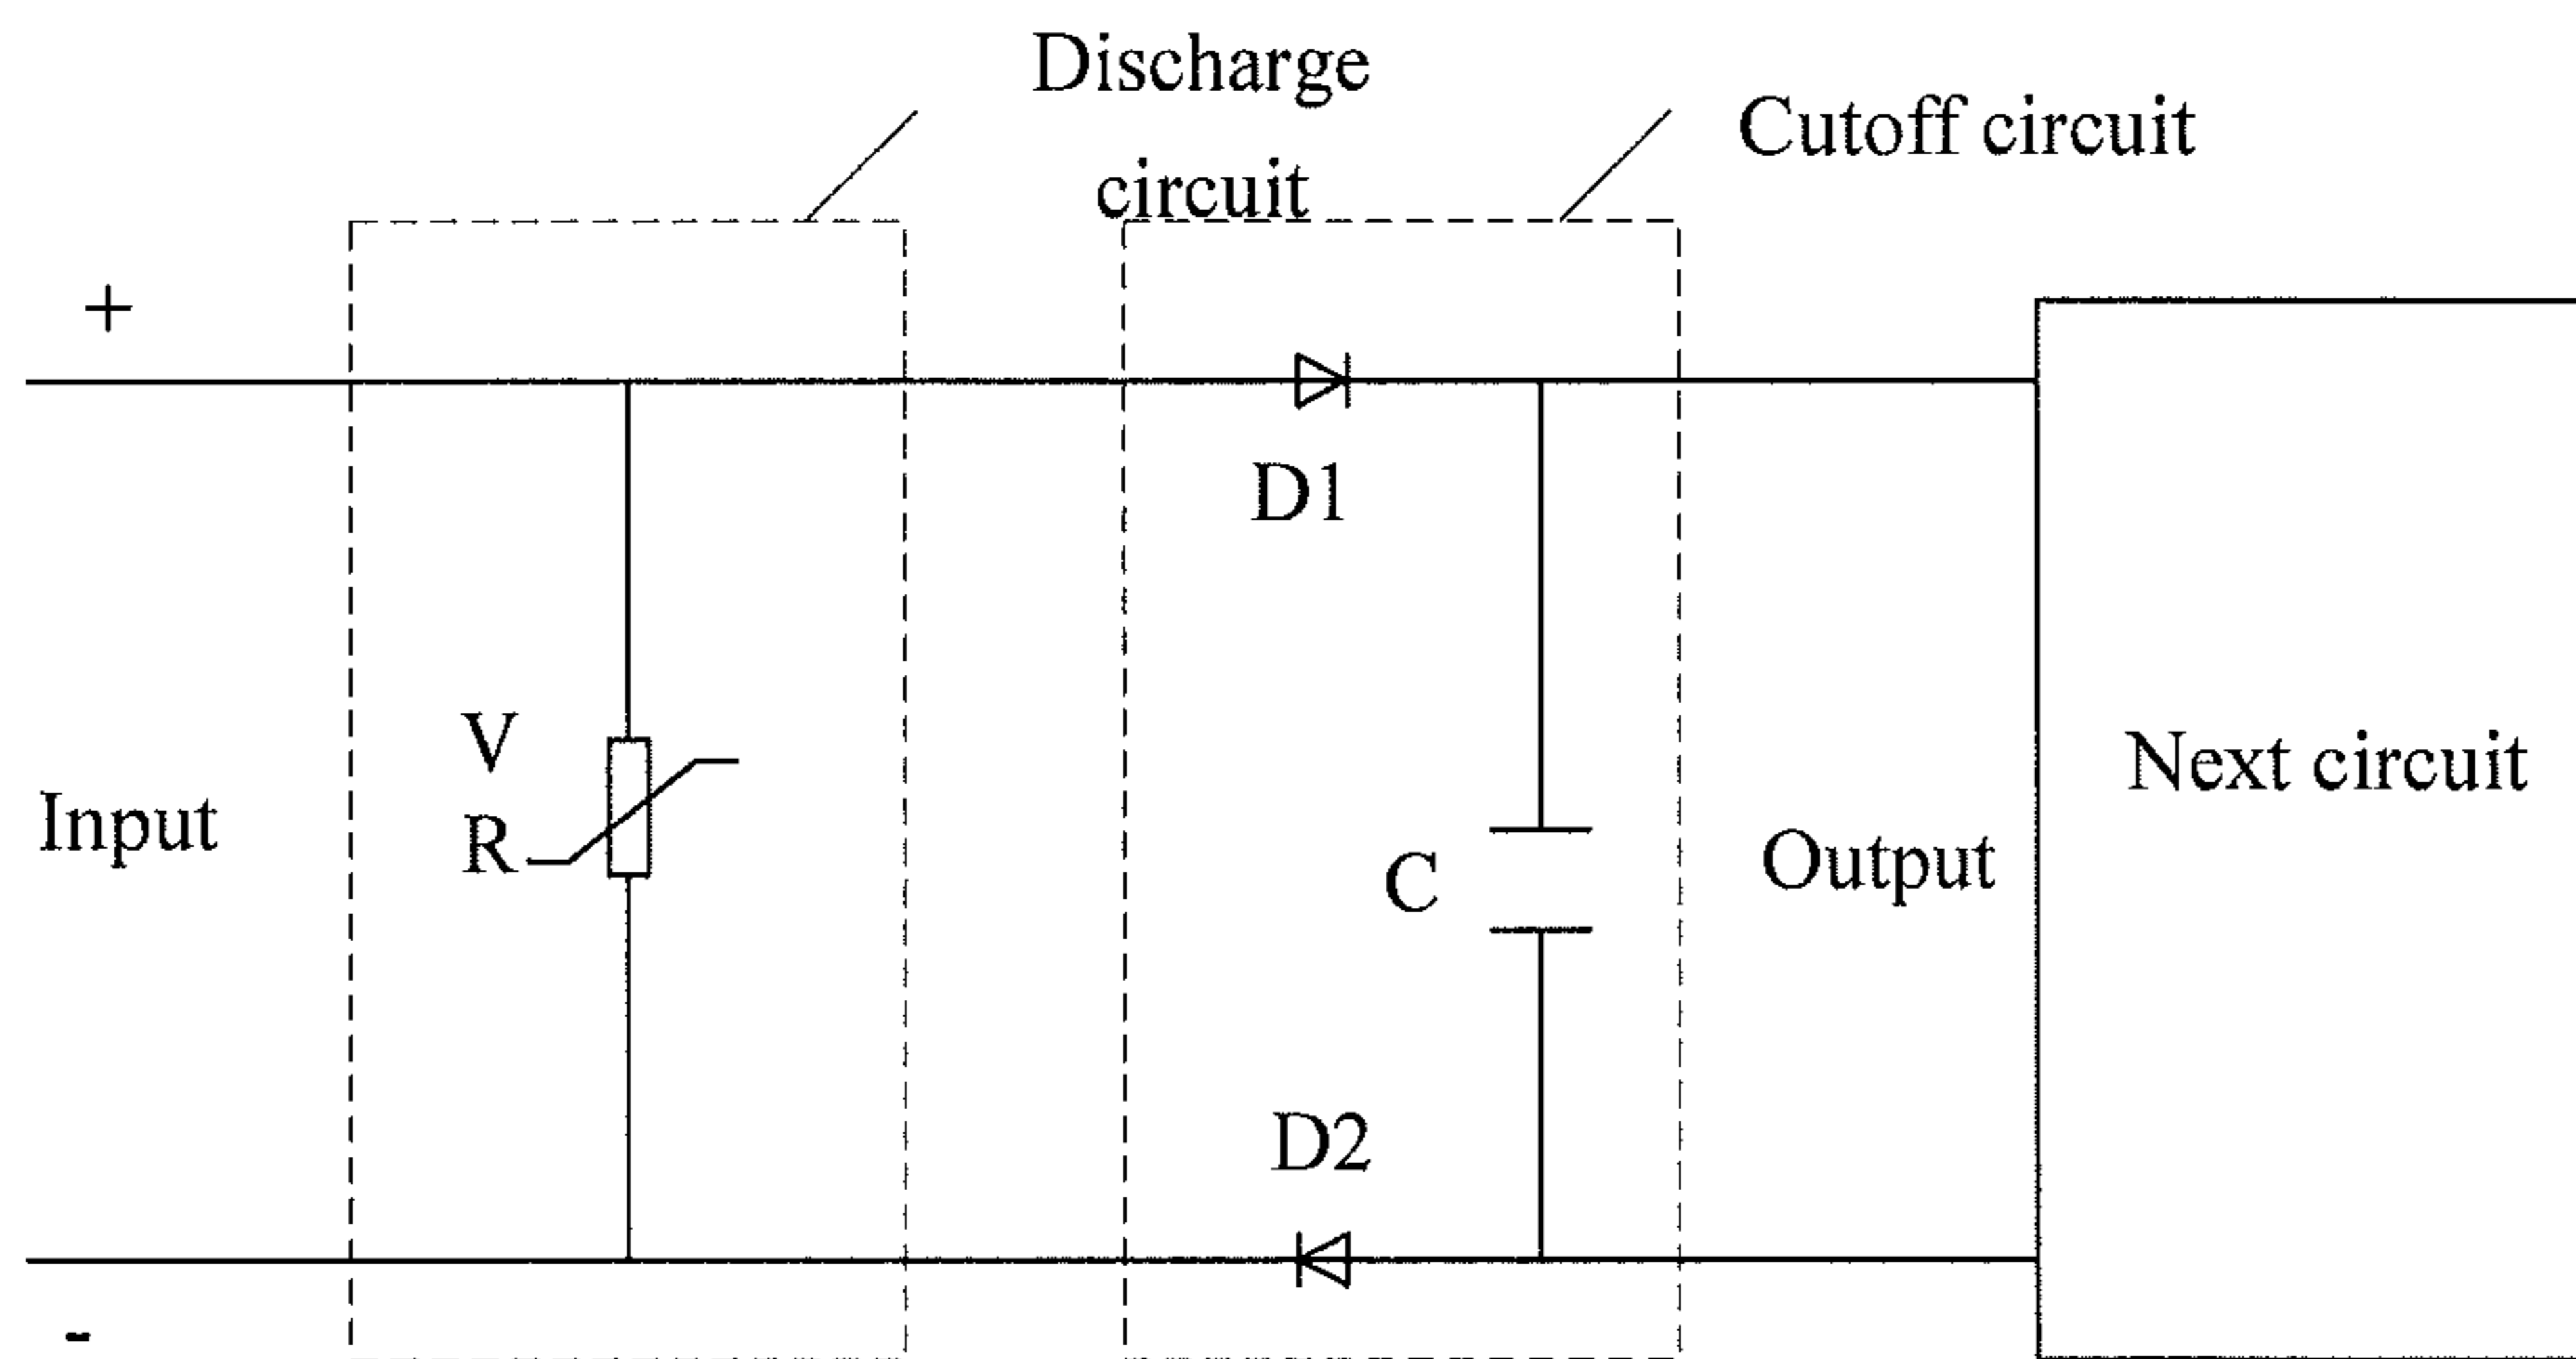 Discharge
circuit
Cutoff circuit
+
D1
V
R
Input
C
Output
Next circuit
D2
-